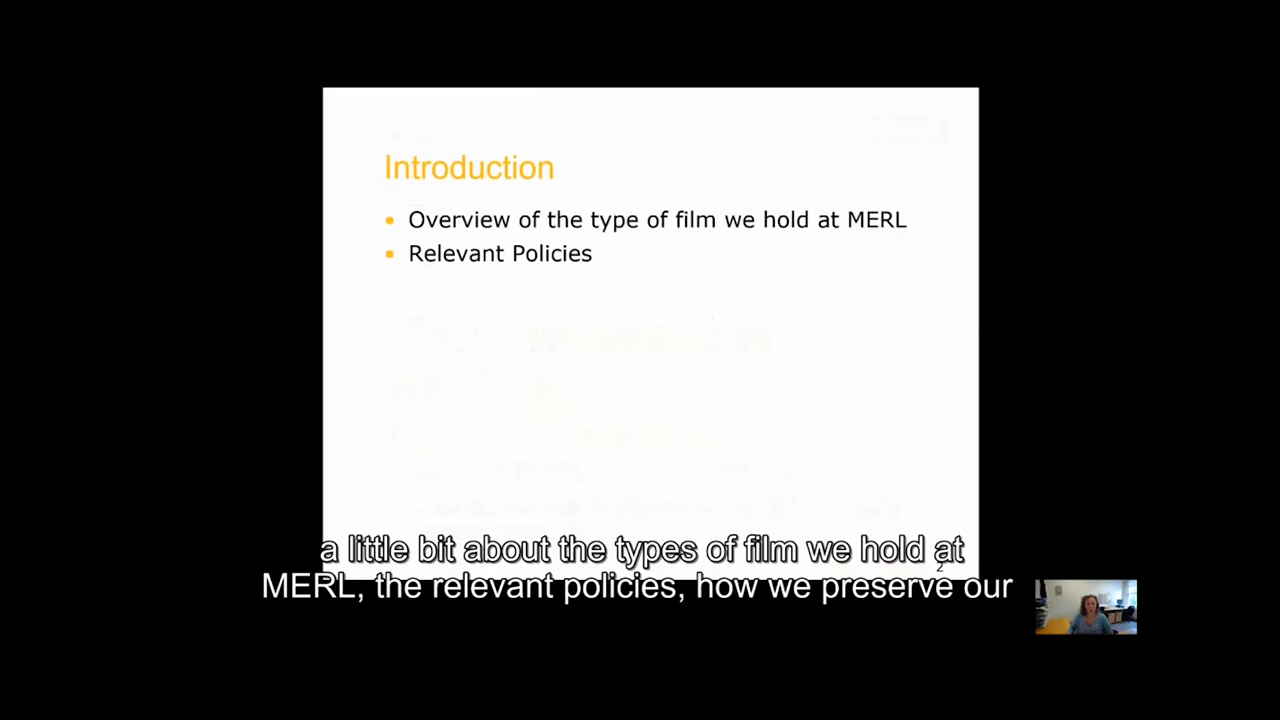 Introduction
• Overview of the type of film we hold at MERL
• Relevant Policies
a little bit about the types of film we hold at
2
MERL, the relevant policies, how we preserve our